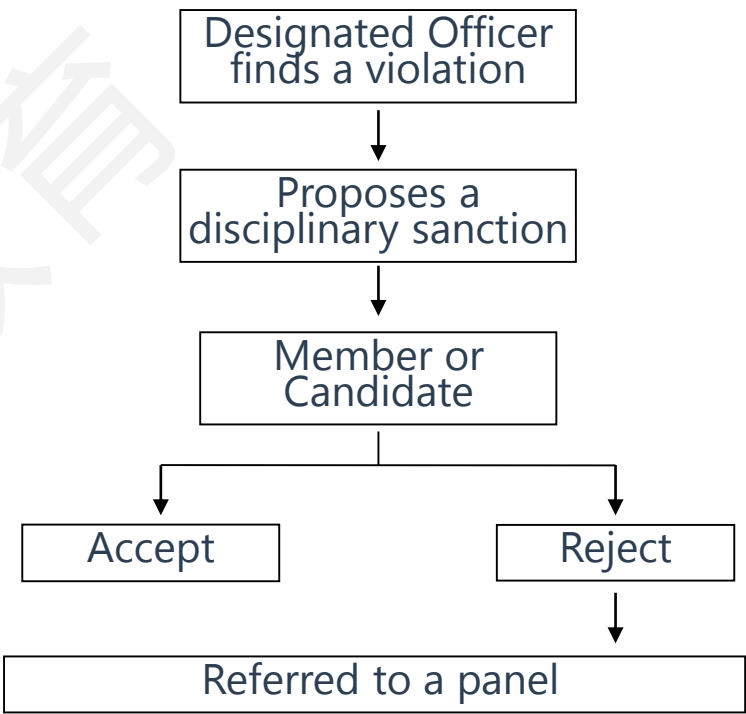 Designated Officer
finds a violation
Proposes a
disciplinary sanction
Member or
Candidate
Accept
Reject
Referred to a panel